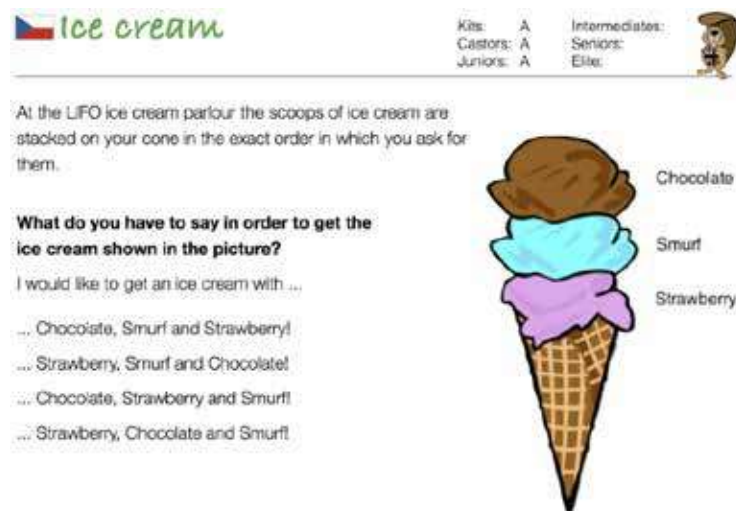 Ice cream
Kits: A Intermediates:
Castors: A Seniors:
Juniors: A Elite:
At the LIFO ice cream parlour the scoops of ice cream are
stacked on your cone in the exact order in which you ask for
them.
What do you have to say in order to get the
ice cream shown in the picture?
I would like to get an ice cream with ...
... Chocolate, Smurf and Strawberry!
... Strawberry, Smurf and Chocolate!
... Chocolate, Strawberry and Smurf!
... Strawberry, Chocolate and Smurf!
Chocolate
Smurf
Strawberry